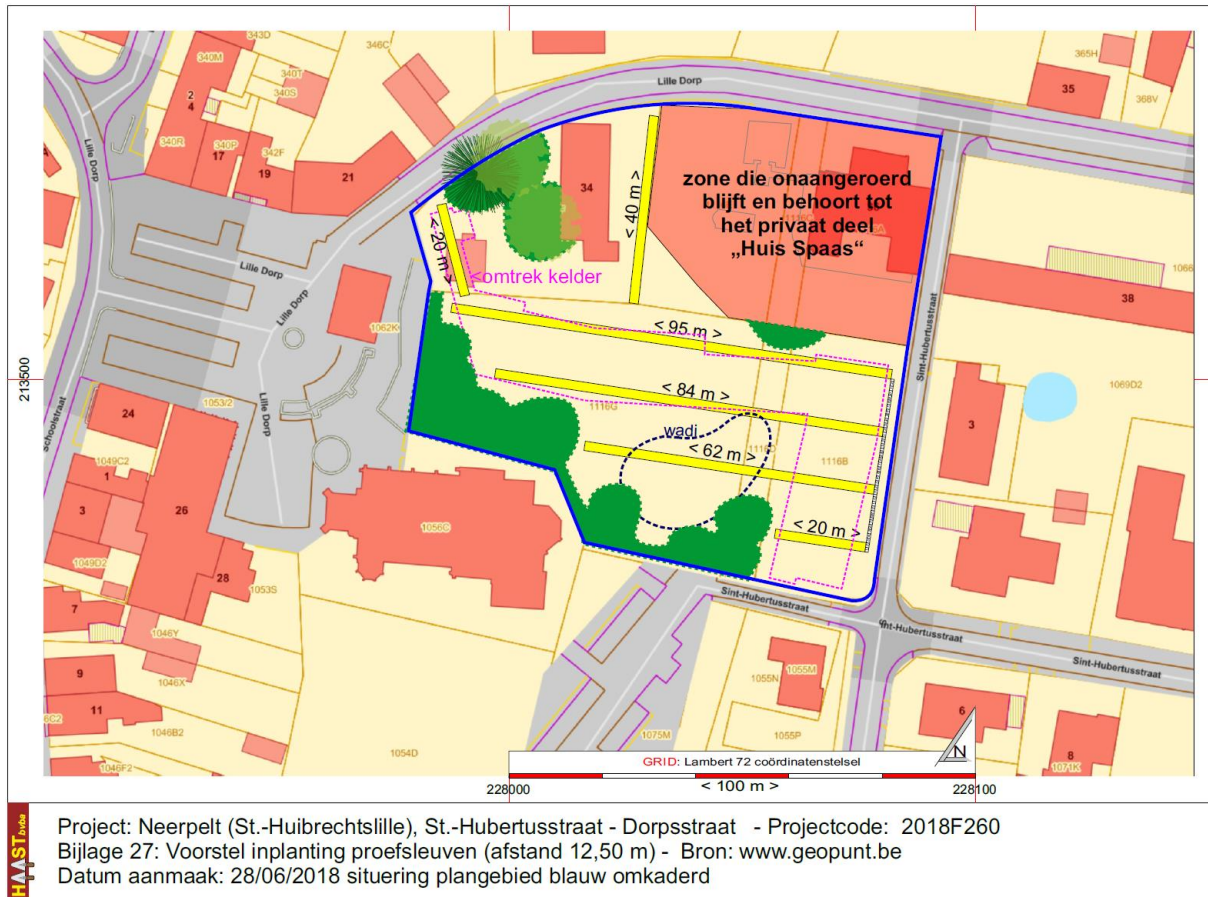 343D
340M
340T
340S
346C
2
4
340R
17
340P
342F
19
21
Lille Dorp
Lille Dorp
35
365H
368V
34
< 40 m >
zone die onaangeroerd
blijft en behoort tot
het privaat deel
„Huis Spaas“
< 20 m >
<omtrek kelder
Lille Dorp
Lille Dorp
1062K
38
213500
< 95 m >
< 84 m >
1116G
Sint-Hubertusstraat
1069D2
3
Schoolstraat
24
1053/2
Lille Dorp
wadi
< 62 m >
1116B
1049C2
1
3
26
1056C
< 20 m >
1049D2
28
1053S
7
1046Y
Sint-Hubertusstraat
Sint-Hubertusstraat
9
1046X
1055M
1055N
11
1046B2
6
1054D
1075M
1055P
8
1071K
1046F2
N
GRID: Lambert 72 coördinatenstelsel
228000
< 100 m >
228100
HAAST bvba
Project: Neerpelt (St.-Huibrechtslille), St.-Hubertusstraat - Dorpsstraat - Projectcode: 2018F260
Bijlage 27: Voorstel inplanting proefsleuven (afstand 12,50 m) - Bron: www.geopunt.be
Datum aanmaak: 28/06/2018 situering plangebied blauw omkaderd